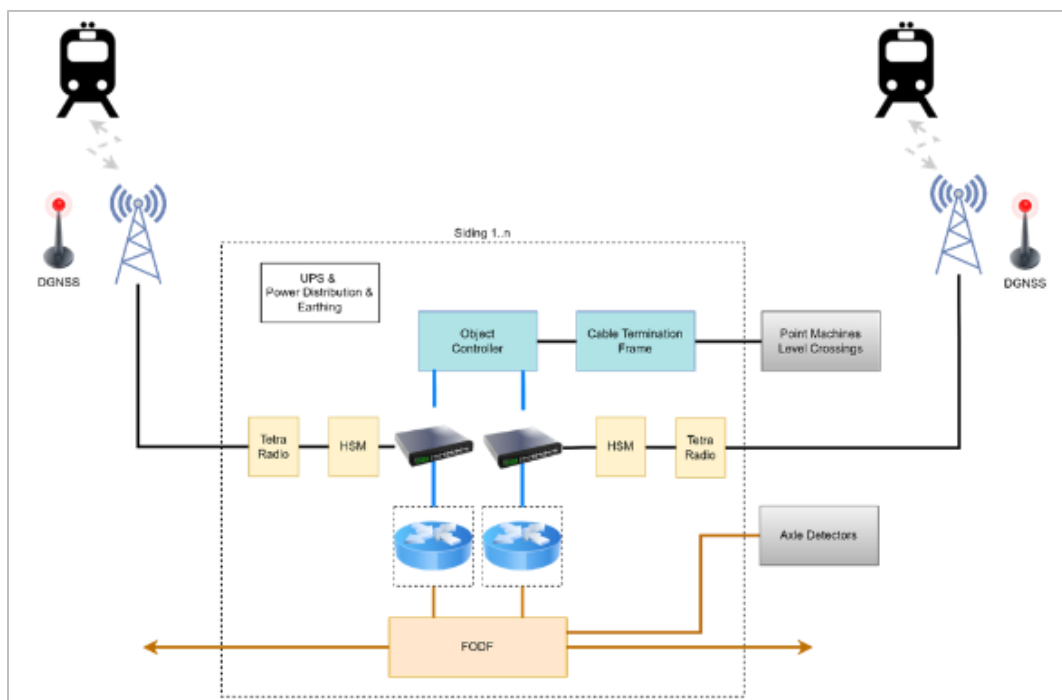 Siding 1..n
DGNSS
DGNSS
UPS &
Power Distribution &
Earthing
Object
Controller
Cable Termination
Frame
Point Machines
Level Crossings
Tetra
Radio
HSM
HSM
Tetra
Radio
Axle Detectors
FODF